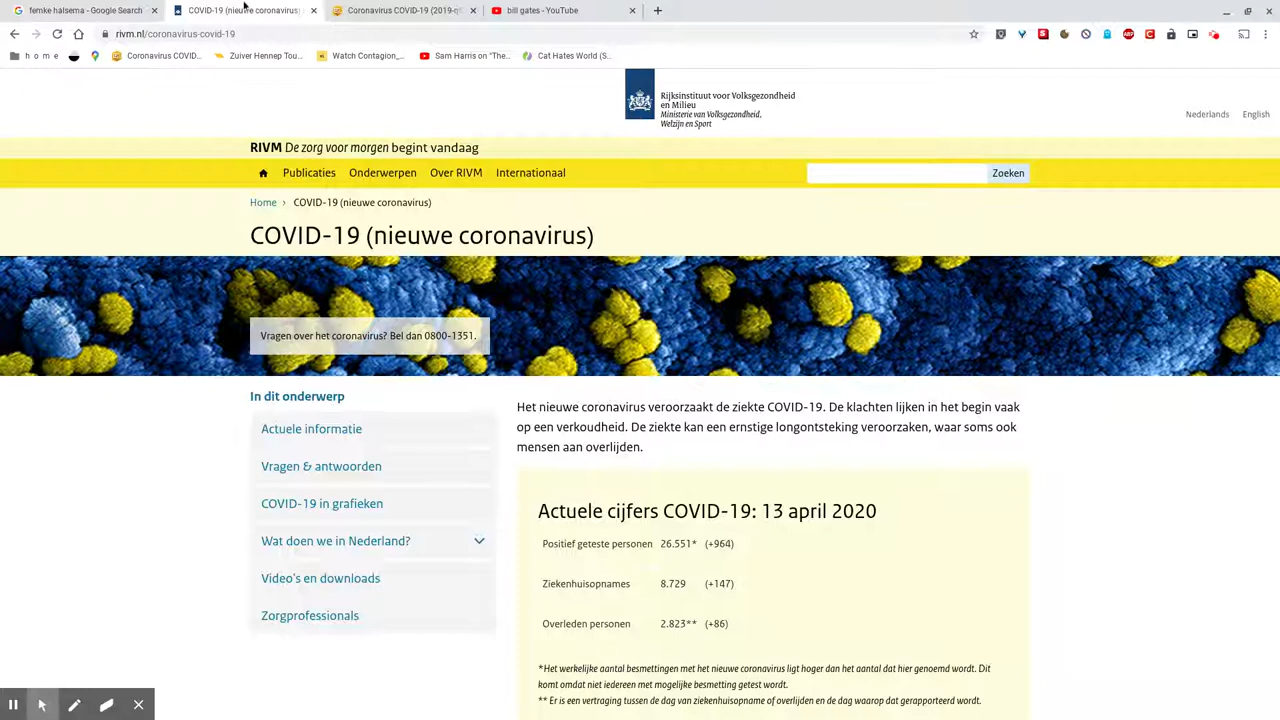 femke halsema - Google Search
COVID-19 (nieuwe coronavirus)
Coronavirus COVID-19 (2019-n
bill gates - YouTube
rivm.nl/coronavirus-covid-19
h o m e
Coronavirus COVID...
Zuiver Hennep Tou...
Watch Contagion_...
Sam Harris on "The...
Cat Hates World (S...
Rijksinstituut voor Volksgezondheid
en Milieu
Ministerie van Volksgezondheid,
Welzijn en Sport
Nederlands
English
RIVM De zorg voor morgen begint vandaag
Publicaties
Onderwerpen
Over RIVM
Internationaal
Zoeken
Home › COVID-19 (nieuwe coronavirus)
COVID-19 (nieuwe coronavirus)
Vragen over het coronavirus? Bel dan 0800-1351.
In dit onderwerp
Actuele informatie
Vragen & antwoorden
COVID-19 in grafieken
Wat doen we in Nederland?
Video's en downloads
Zorgprofessionals
Het nieuwe coronavirus veroorzaakt de ziekte COVID-19. De klachten lijken in het begin vaak
op een verkoudheid. De ziekte kan een ernstige longontsteking veroorzaken, waar soms ook
mensen aan overlijden.
Actuele cijfers COVID-19: 13 april 2020
Positief geteste personen 26.551* (+964)
Ziekenhuisopnames 8.729 (+147)
Overleden personen 2.823** (+86)
*Het werkelijke aantal besmettingen met het nieuwe coronavirus ligt hoger dan het aantal dat hier genoemd wordt. Dit
komt omdat niet iedereen met mogelijke besmetting getest wordt.
** Er is een vertraging tussen de dag van ziekenhuisopname of overlijden en de dag waarop dat gerapporteerd wordt.